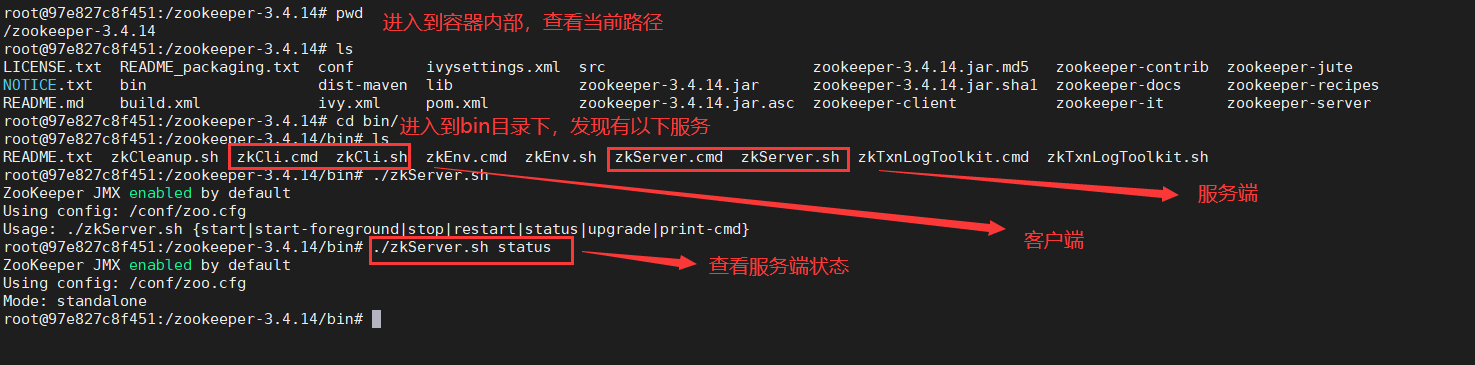 root@97e827c8f451:/zookeeper-3.4.14# pwd
/zookeeper-3.4.14
进入到容器内部，查看当前路径
root@97e827c8f451:/zookeeper-3.4.14# ls
LICENSE.txt README_packaging.txt conf ivysettings.xml src zookeeper-3.4.14.jar.md5 zookeeper-contrib zookeeper-jute
NOTICE.txt bin dist-maven lib zookeeper-3.4.14.jar zookeeper-3.4.14.jar.sha1 zookeeper-docs zookeeper-recipes
README.md build.xml ivy.xml pom.xml zookeeper-3.4.14.jar.asc zookeeper-client zookeeper-it zookeeper-server
root@97e827c8f451:/zookeeper-3.4.14# cd bin/
进入到bin目录下，发现有以下服务
root@97e827c8f451:/zookeeper-3.4.14/bin# ls
README.txt zkCleanup.sh zkCli.cmd zkCli.sh zkEnv.cmd zkEnv.sh zkServer.cmd zkServer.sh zkTxnLogToolkit.cmd zkTxnLogToolkit.sh
root@97e827c8f451:/zookeeper-3.4.14/bin# ./zkServer.sh
ZooKeeper JMX enabled by default
服务端
Using config: /conf/zoo.cfg
Usage: ./zkServer.sh {start|start-foreground|stop|restart|status|upgrade|print-cmd}
客户端
root@97e827c8f451:/zookeeper-3.4.14/bin# ./zkServer.sh status
ZooKeeper JMX enabled by default
查看服务端状态
Using config: /conf/zoo.cfg
Mode: standalone
root@97e827c8f451:/zookeeper-3.4.14/bin#